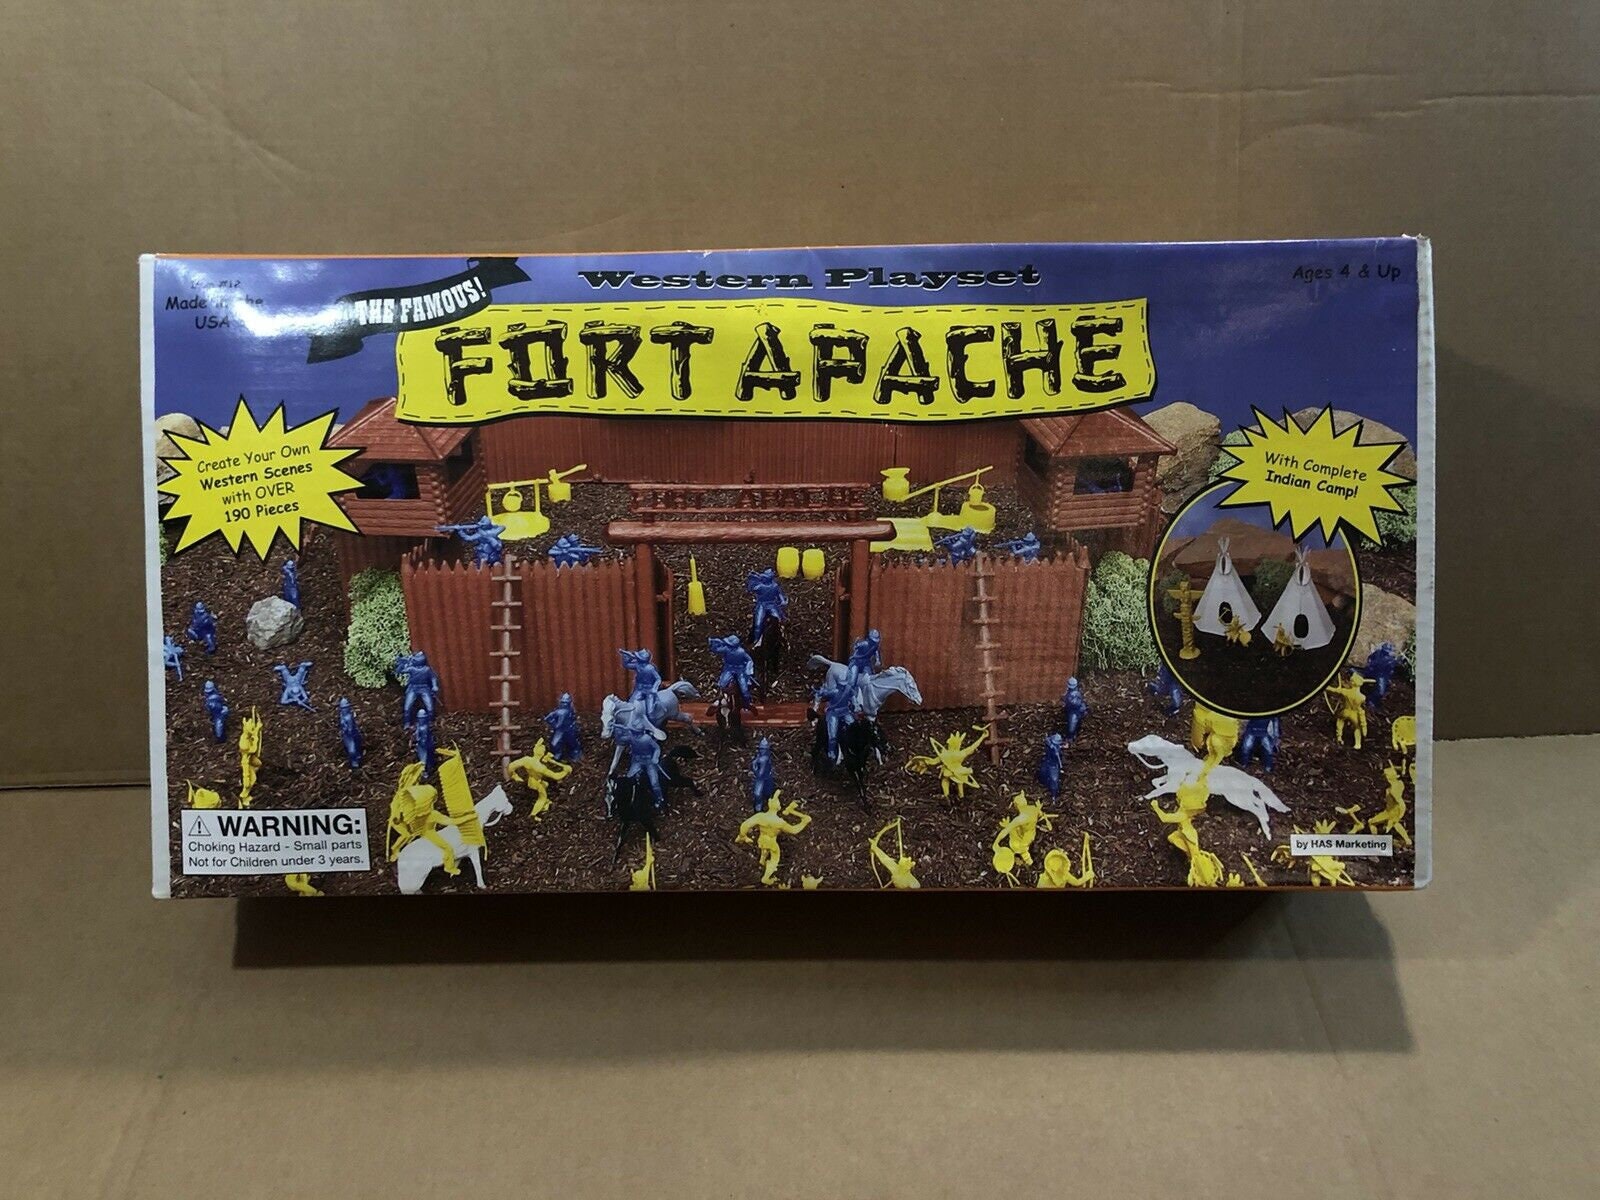 Made in the
USA
THE FAMOUS!
Western Playset
Ages 4 & Up
FORT APACHE
Create Your Own
Western Scenes
with OVER
190 Pieces
With Complete
Indian Camp!
FORT APACHE
WARNING:
Choking Hazard - Small parts
Not for Children under 3 years.
by HAS Marketing